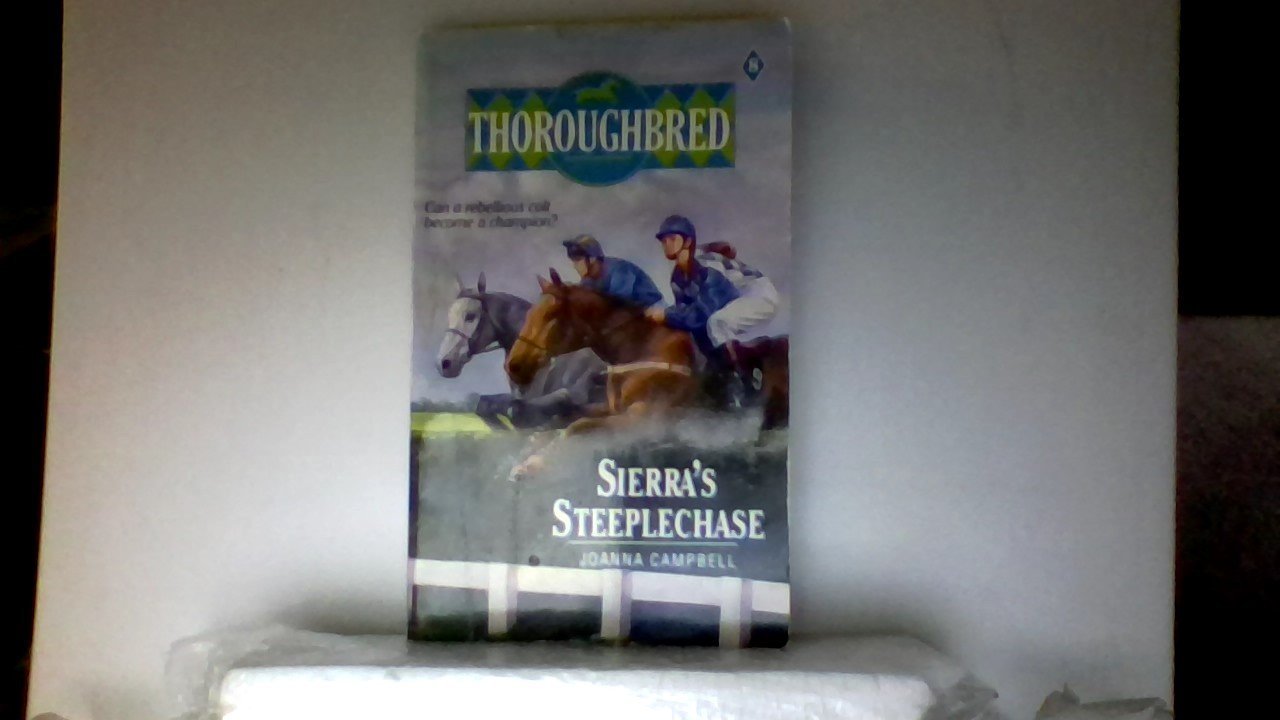 THOROUGHBRED
Can a rebellious colt
become a champion?
SIERRA'S
STEEPLECHASE
JOANNA CAMPBELL